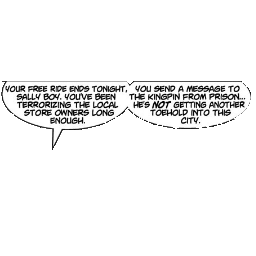 YOUR FREE RIDE ENDS TONIGHT,
SALLY BOY. YOU'VE BEEN
TERRORIZING THE LOCAL
STORE OWNERS LONG
ENOUGH.
YOU SEND A MESSAGE TO
THE KINGPIN FROM PRISON...
HE'S NOT GETTING ANOTHER
TOEHOLD INTO THIS
CITY.